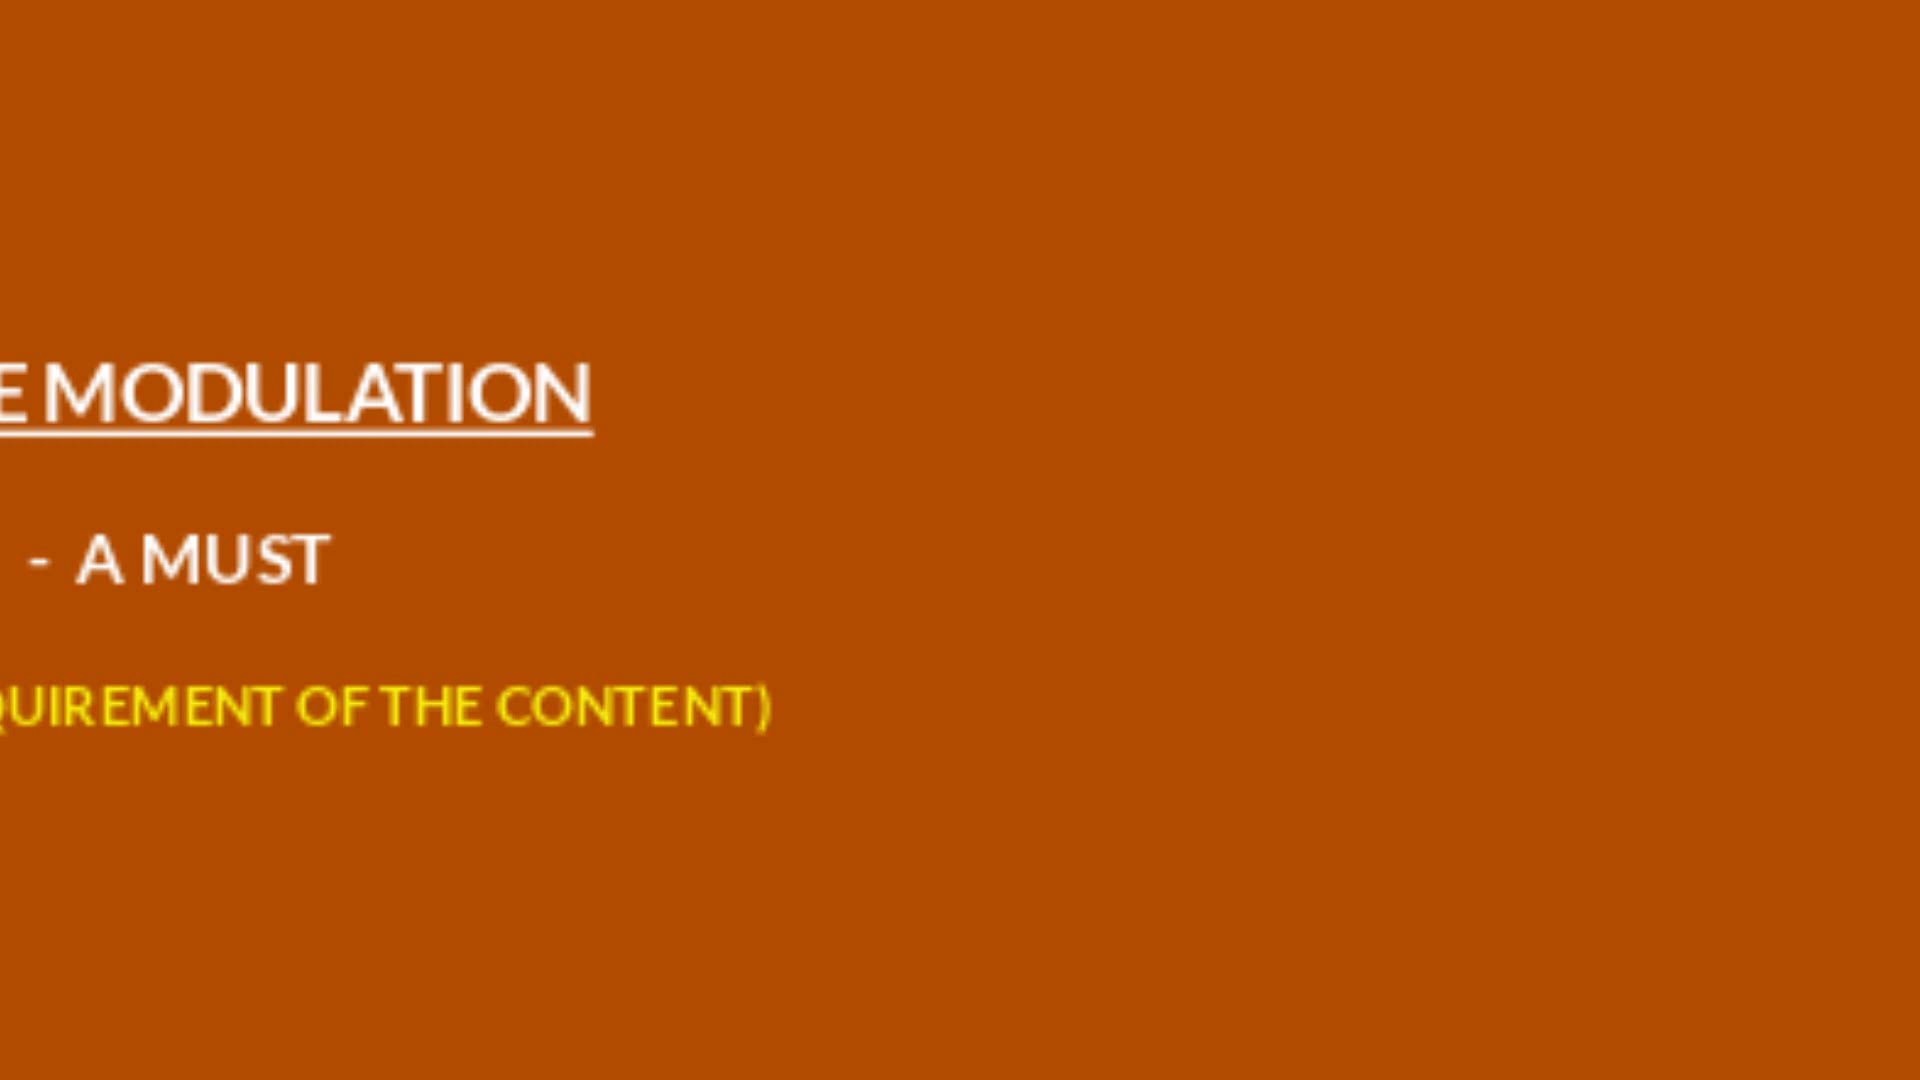 E MODULATION
- A MUST
QUIREMENT OF THE CONTENT)